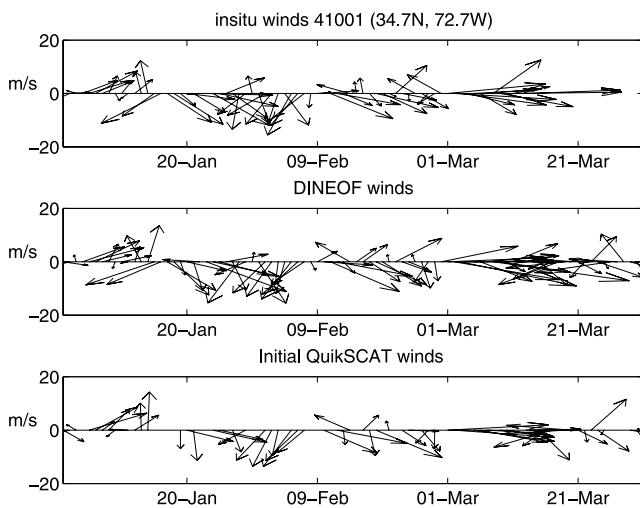 insitu winds 41001 (34.7N, 72.7W)
20
m/s
0
−20
20−Jan 09−Feb 01−Mar 21−Mar
DINEOF winds
20
m/s
0
−20
20−Jan 09−Feb 01−Mar 21−Mar
Initial QuikSCAT winds
20
m/s
0
−20
20−Jan 09−Feb 01−Mar 21−Mar